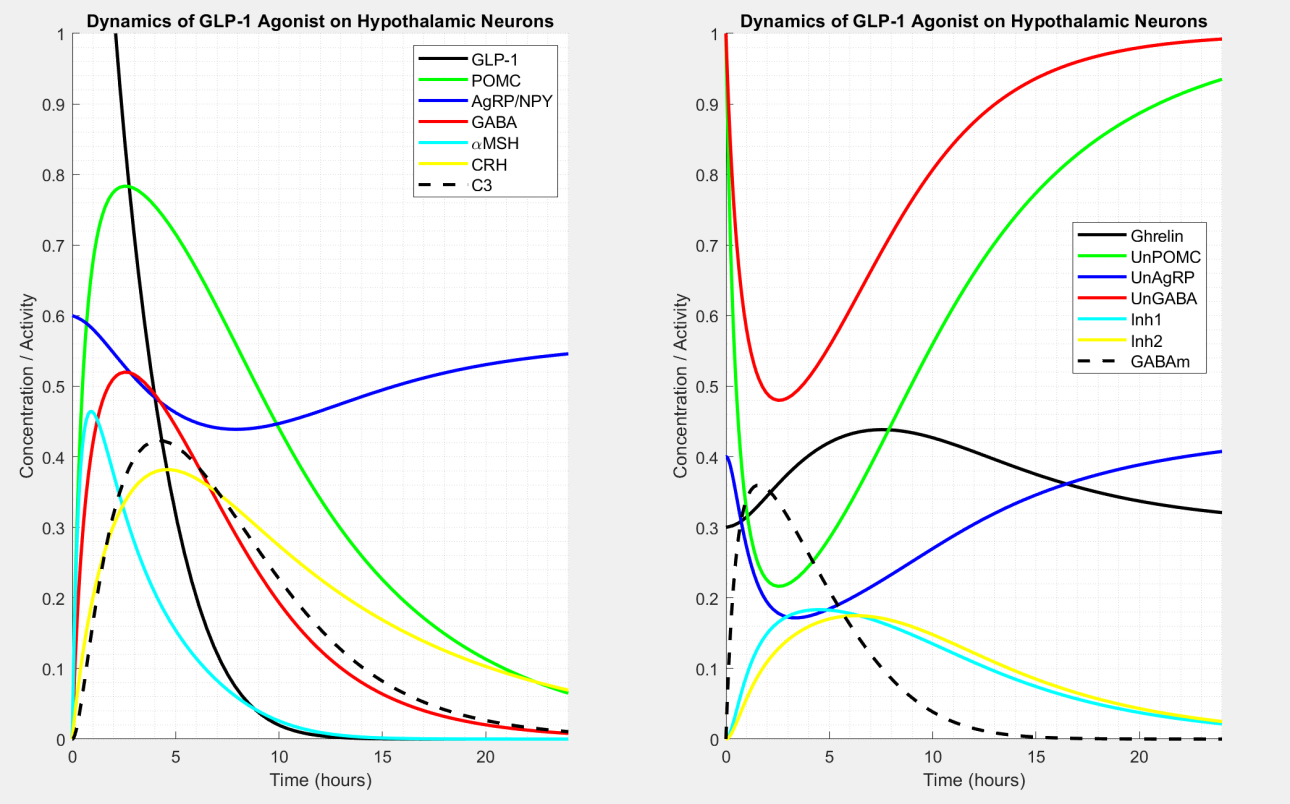 Dynamics of GLP-1 Agonist on Hypothalamic Neurons
1
0.9
0.8
0.7
0.6
0.5
0.4
0.3
0.2
0.1
0
Concentration / Activity
0 5 10 15 20
Time (hours)
GLP-1
POMC
AgRP/NPY
GABA
αMSH
CRH
C3
Dynamics of GLP-1 Agonist on Hypothalamic Neurons
1
0.9
0.8
0.7
0.6
0.5
0.4
0.3
0.2
0.1
0
Concentration / Activity
0 5 10 15 20
Time (hours)
Ghrelin
UnPOMC
UnAgRP
UnGABA
Inh1
Inh2
GABAm